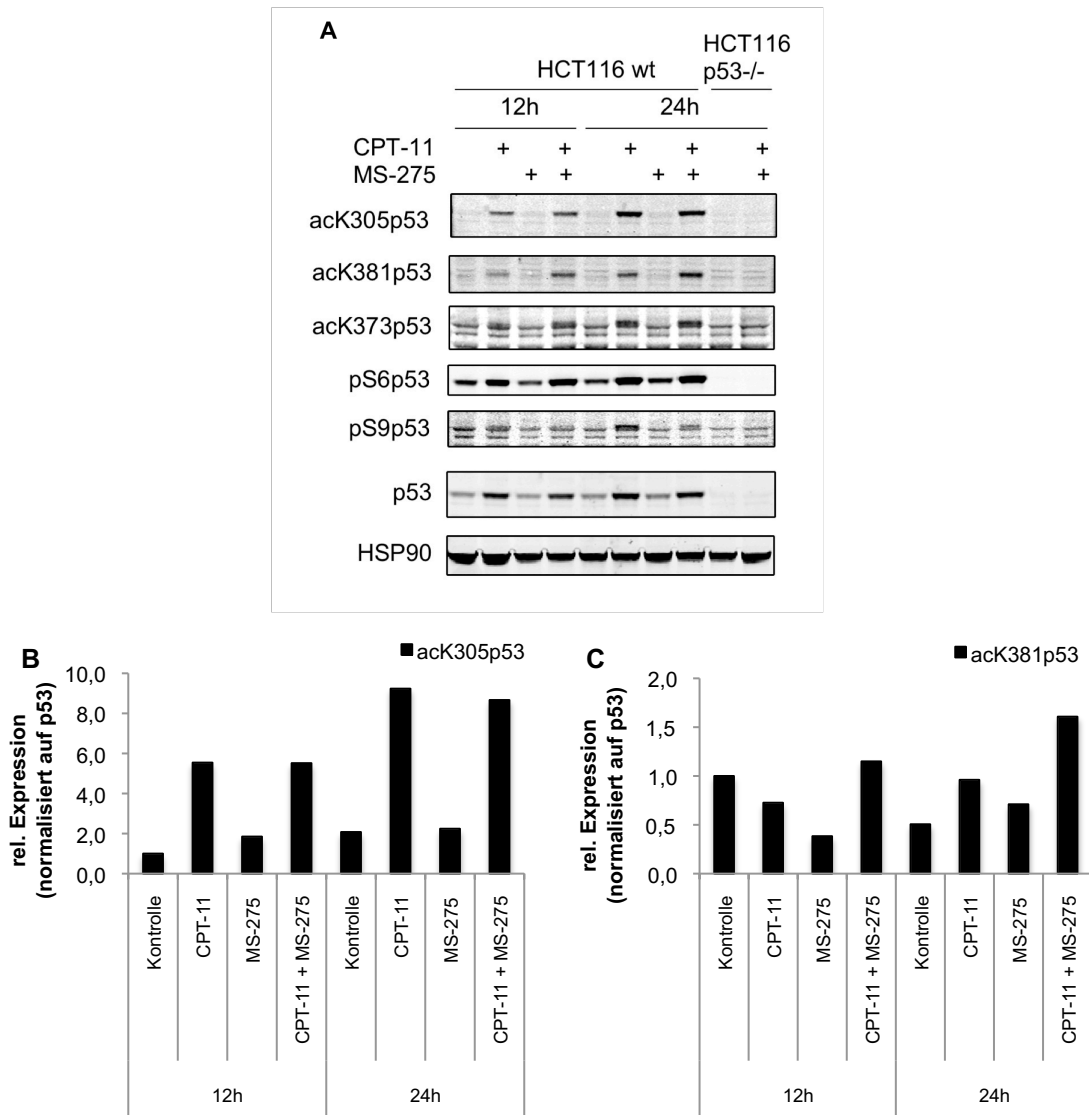 A
HCT116 wt
HCT116
p53-/-
12h 24h
CPT-11 + + + + +
MS-275 + + + + +
acK305p53
acK381p53
acK373p53
pS6p53
pS9p53
p53
HSP90
B
acK305p53
rel. Expression
(normalisiert auf p53)
10,0
8,0
6,0
4,0
2,0
0,0
Kontrolle
CPT-11
MS-275
CPT-11 + MS-275
Kontrolle
CPT-11
MS-275
CPT-11 + MS-275
12h 24h
C
acK381p53
rel. Expression
(normalisiert auf p53)
2,0
1,5
1,0
0,5
0,0
Kontrolle
CPT-11
MS-275
CPT-11 + MS-275
Kontrolle
CPT-11
MS-275
CPT-11 + MS-275
12h 24h